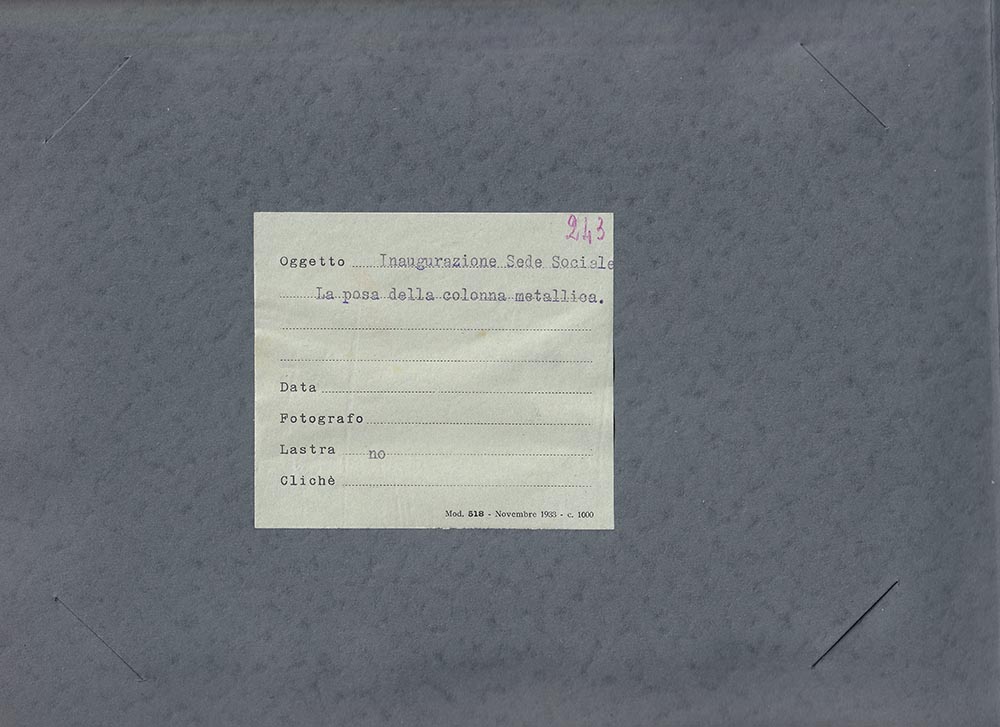 243
Oggetto Inaugurazione Sede Sociale
La posa della colonna metallica.
Data
Fotografo
Lastra no
Clichè
Mod. 518 - Novembre 1933 - c. 1000